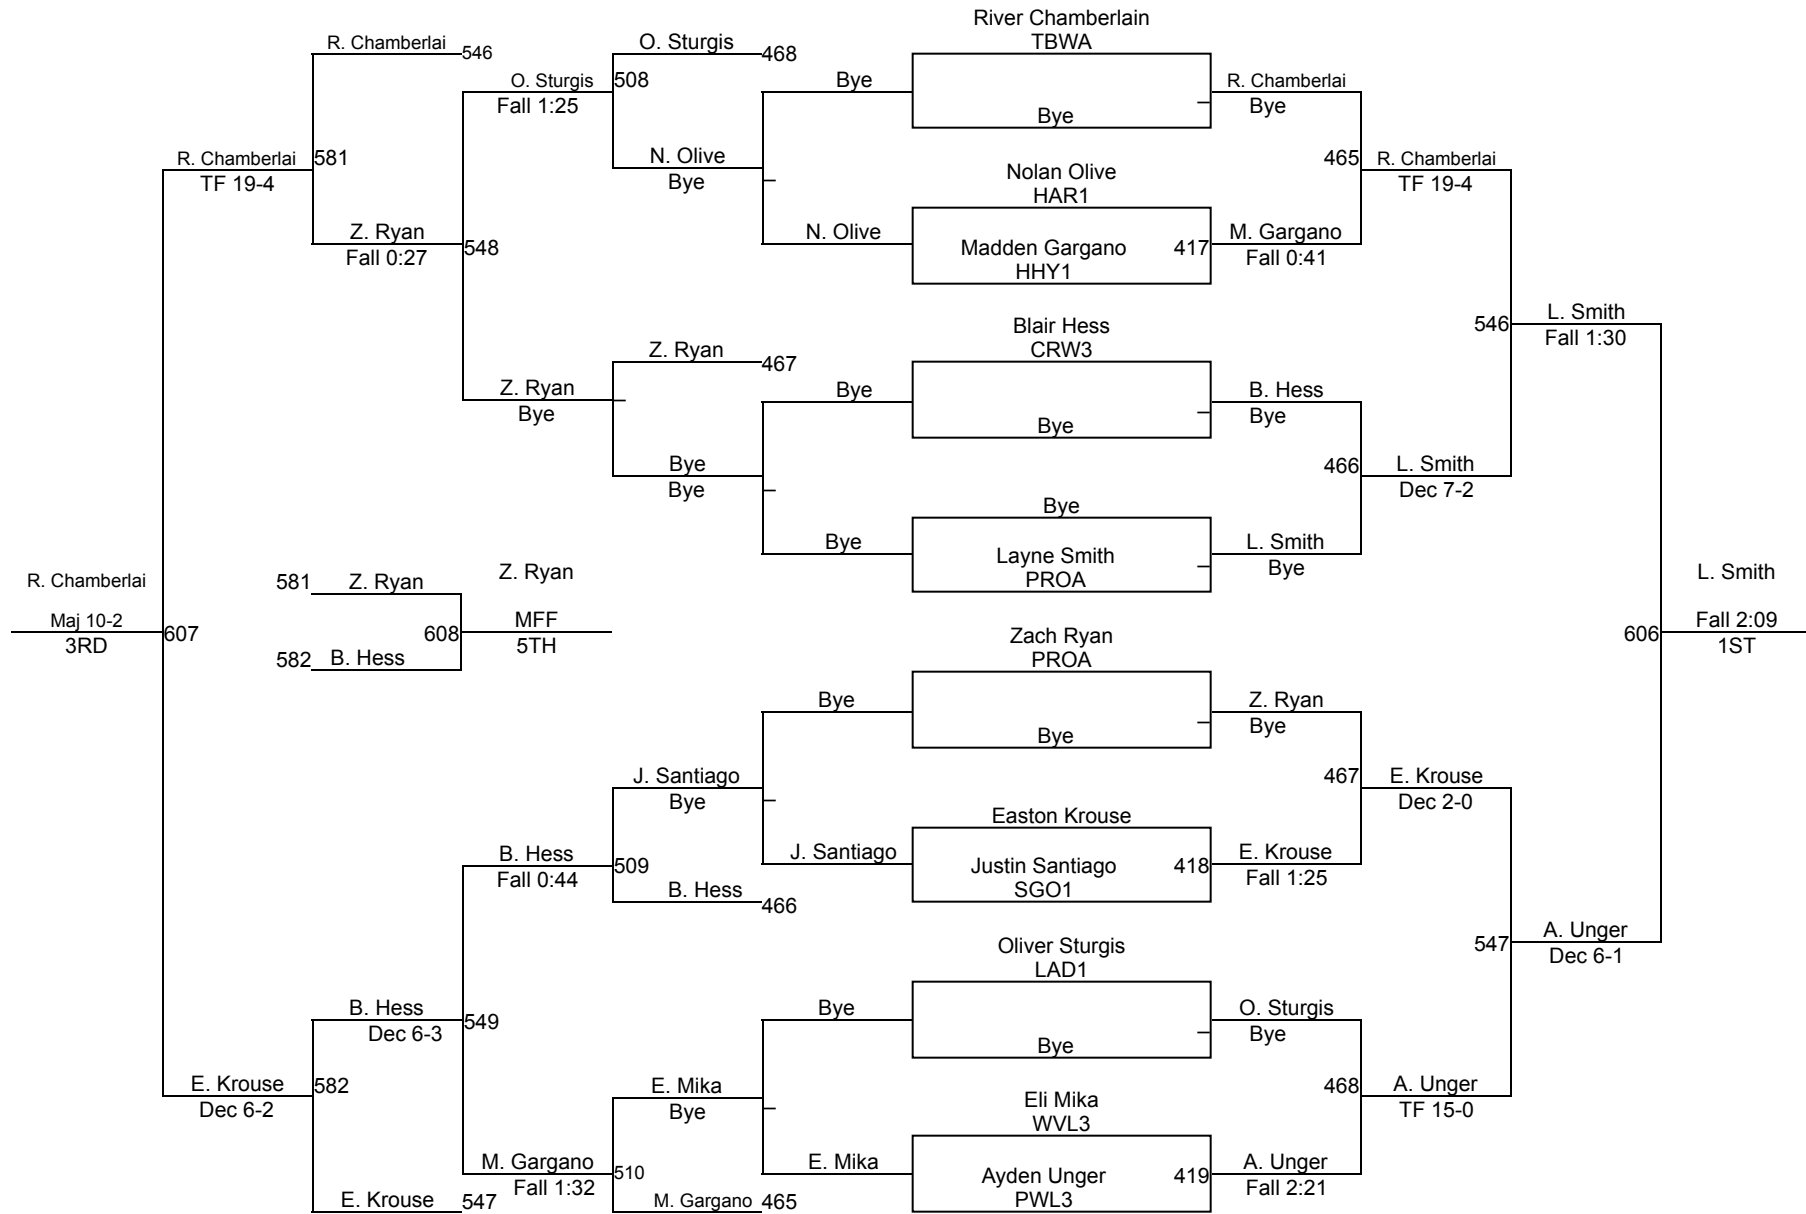 River Chamberlain
TBWA
R. Chamberlai
546
O. Sturgis
468
O. Sturgis
508
Fall 1:25
Bye
Bye
R. Chamberlai
Bye
R. Chamberlai
581
TF 19-4
N. Olive
Bye
Nolan Olive
HAR1
465
R. Chamberlai
TF 19-4
Z. Ryan
548
Fall 0:27
N. Olive
Madden Gargano
417
HHY1
M. Gargano
Fall 0:41
Blair Hess
CRW3
546
L. Smith
Fall 1:30
Z. Ryan
467
Z. Ryan
Bye
Bye
Bye
B. Hess
Bye
Bye
Bye
466
L. Smith
Dec 7-2
Bye
Bye
Layne Smith
PROA
L. Smith
Bye
R. Chamberlai
Maj 10-2
3RD
607
581
Z. Ryan
582
B. Hess
608
Z. Ryan
MFF
5TH
L. Smith
606
Fall 2:09
1ST
Zach Ryan
PROA
Bye
Bye
Z. Ryan
Bye
J. Santiago
Bye
467
E. Krouse
Dec 2-0
Easton Krouse
B. Hess
509
Fall 0:44
J. Santiago
Justin Santiago
418
SGO1
E. Krouse
Fall 1:25
B. Hess
466
547
A. Unger
Dec 6-1
Oliver Sturgis
LAD1
B. Hess
549
Dec 6-3
Bye
Bye
O. Sturgis
Bye
E. Krouse
582
Dec 6-2
E. Mika
Bye
Eli Mika
WVL3
468
A. Unger
TF 15-0
M. Gargano
510
Fall 1:32
E. Mika
Ayden Unger
419
PWL3
A. Unger
Fall 2:21
E. Krouse
547
M. Gargano
465